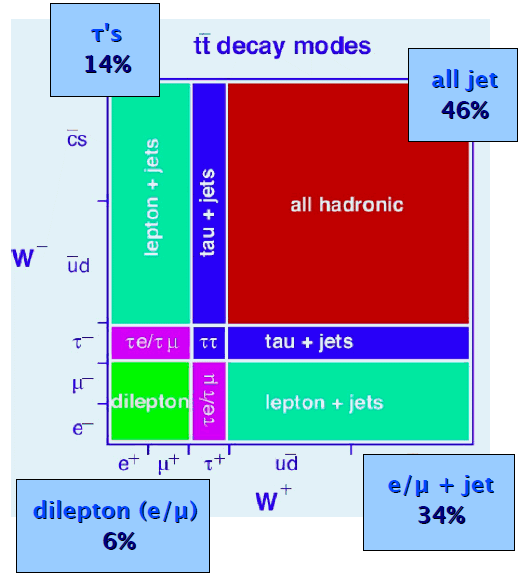 τ's
14%
tt̄ decay modes
all jet
46%
c̄s
lepton + jets
tau + jets
all hadronic
W⁻
ūd
τ⁻
τe/τμ
ττ
tau + jets
μ⁻
dilepton
τe/τμ
lepton + jets
e⁻
e⁺
μ⁺
τ⁺
ud̄
W⁺
dilepton (e/μ)
6%
e/μ + jet
34%